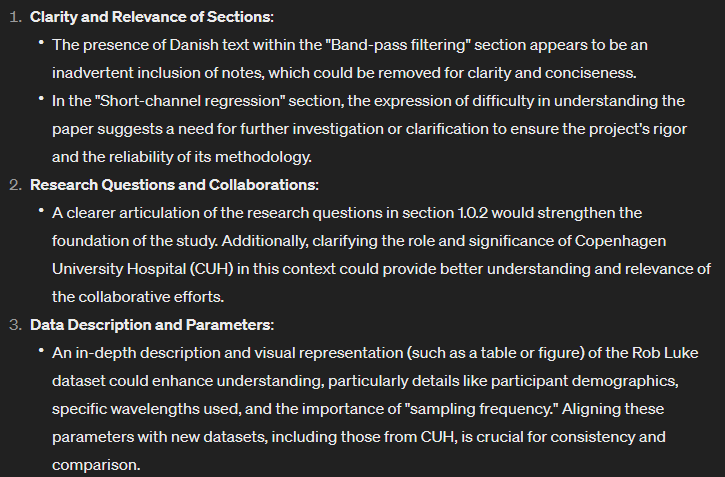 1. Clarity and Relevance of Sections:
• The presence of Danish text within the "Band-pass filtering" section appears to be an
inadvertent inclusion of notes, which could be removed for clarity and conciseness.
• In the "Short-channel regression" section, the expression of difficulty in understanding the
paper suggests a need for further investigation or clarification to ensure the project's rigor
and the reliability of its methodology.
2. Research Questions and Collaborations:
• A clearer articulation of the research questions in section 1.0.2 would strengthen the
foundation of the study. Additionally, clarifying the role and significance of Copenhagen
University Hospital (CUH) in this context could provide better understanding and relevance of
the collaborative efforts.
3. Data Description and Parameters:
• An in-depth description and visual representation (such as a table or figure) of the Rob Luke
dataset could enhance understanding, particularly details like participant demographics,
specific wavelengths used, and the importance of "sampling frequency." Aligning these
parameters with new datasets, including those from CUH, is crucial for consistency and
comparison.